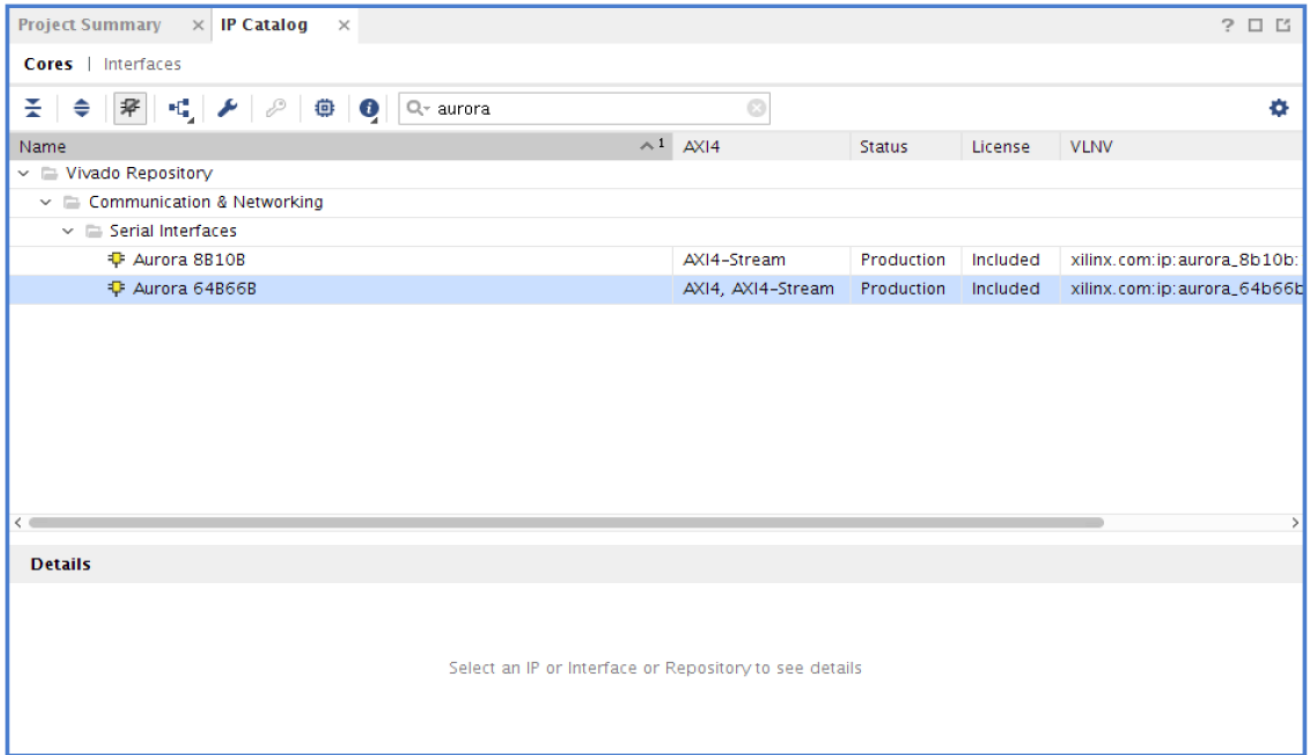 Project Summary × IP Catalog ×
Cores | Interfaces
aurora
Name 1 AXI4 Status License VLNV
Vivado Repository
Communication & Networking
Serial Interfaces
Aurora 8B10B AXI4-Stream Production Included xilinx.com:ip:aurora_8b10b:
Aurora 64B66B AXI4, AXI4-Stream Production Included xilinx.com:ip:aurora_64b66b
Details
Select an IP or Interface or Repository to see details